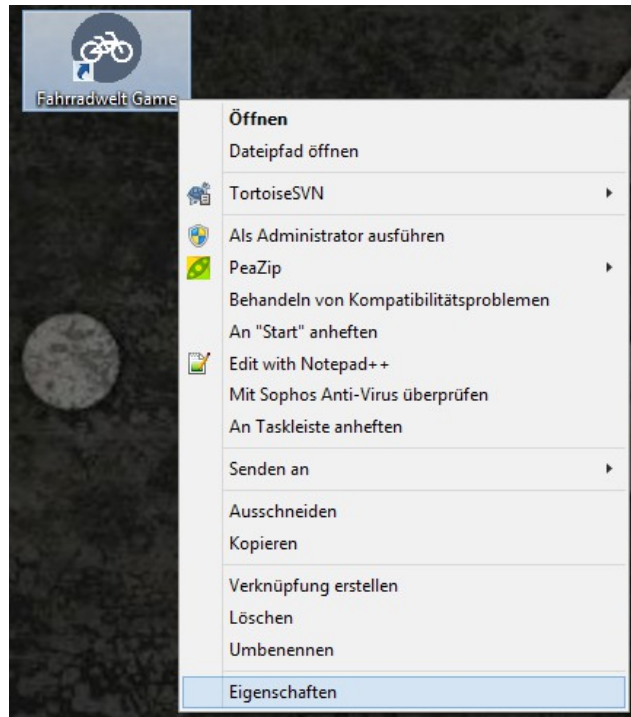 Fahrradwelt Game
Öffnen
Dateipfad öffnen
TortoiseSVN
Als Administrator ausführen
PeaZip
Behandeln von Kompatibilitätsproblemen
An "Start" anheften
Edit with Notepad++
Mit Sophos Anti-Virus überprüfen
An Taskleiste anheften
Senden an
Ausschneiden
Kopieren
Verknüpfung erstellen
Löschen
Umbenennen
Eigenschaften